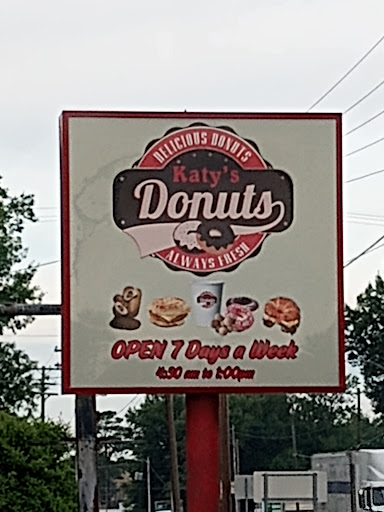 DELICIOUS DONUTS
Katy's
Donuts
ALWAYS FRESH
OPEN 7 Days a Week
4:30 am to 1:00pm